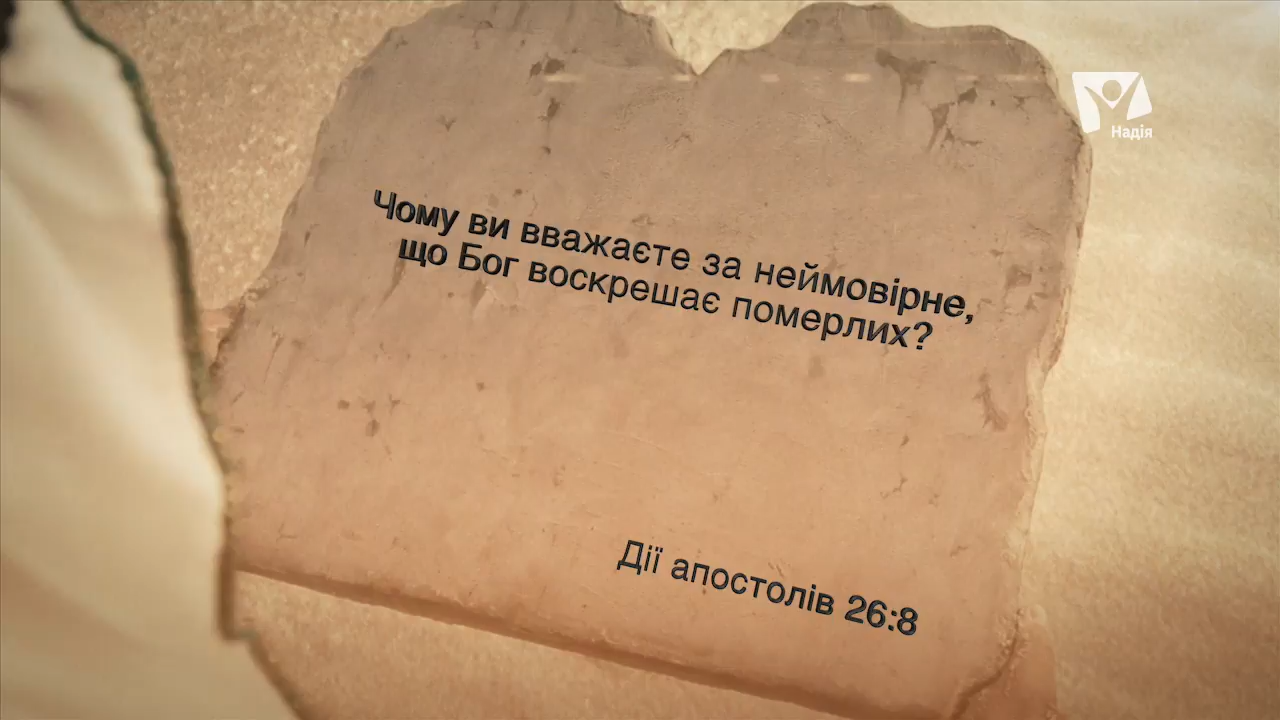 Надія
Чому ви вважаєте за неймовірне,
що Бог воскрешає померлих?
Дії апостолів 26:8